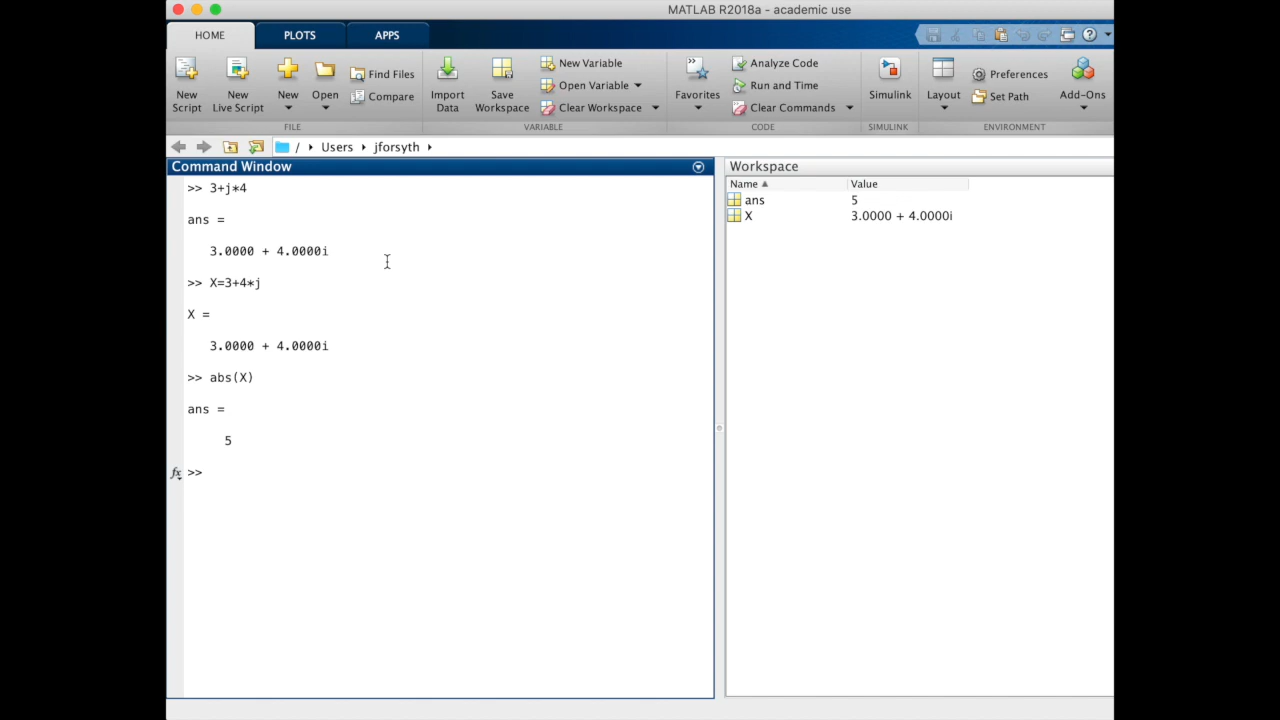 MATLAB R2018a - academic use
HOME PLOTS APPS
New Script
New Live Script
New
Open
Find Files
Compare
FILE
Import Data
Save Workspace
New Variable
Open Variable
Clear Workspace
VARIABLE
Favorites
Analyze Code
Run and Time
Clear Commands
CODE
Simulink
SIMULINK
Layout
Preferences
Set Path
Add-Ons
ENVIRONMENT
/ Users jforsyth
Command Window
>> 3+j*4
ans =
3.0000 + 4.0000i
>> X=3+4*j
X =
3.0000 + 4.0000i
>> abs(X)
ans =
5
fx >>
Workspace
Name Value
ans 5
X 3.0000 + 4.0000i